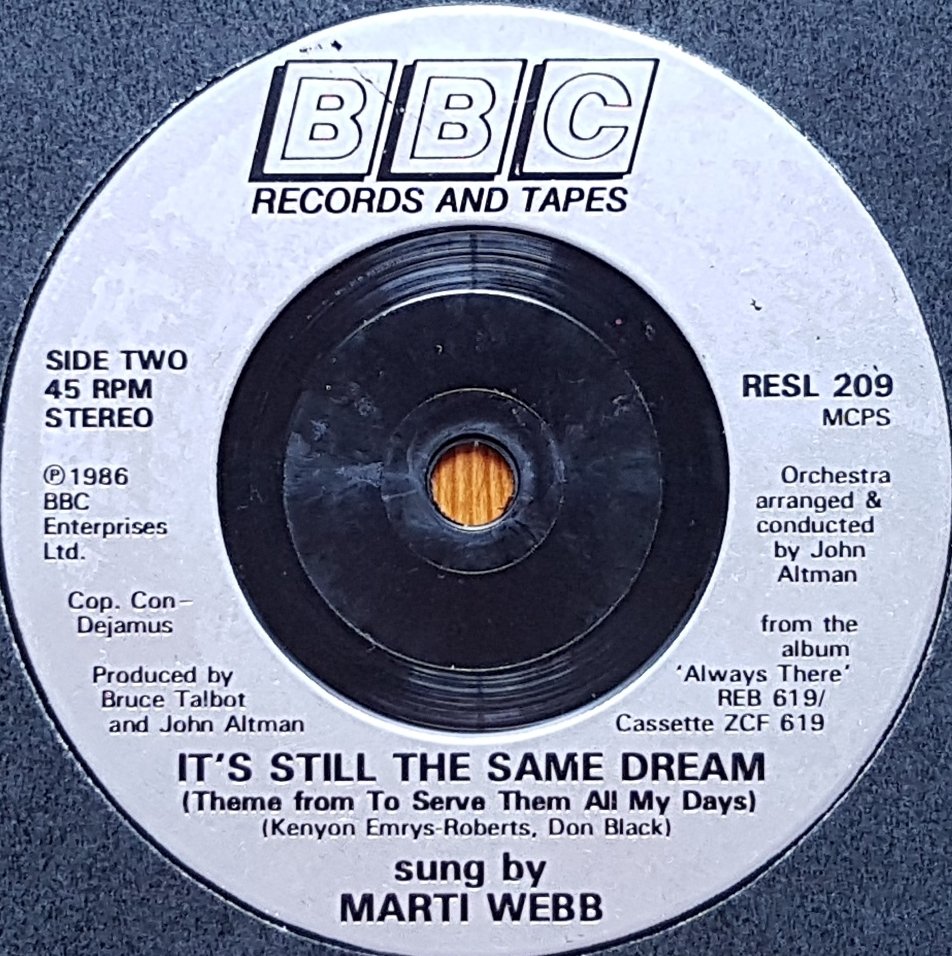 BBC
RECORDS AND TAPES
SIDE TWO
45 RPM
STEREO
℗1986
BBC
Enterprises
Ltd.
Cop. Con-
Dejamus
Produced by
Bruce Talbot
and John Altman
RESL 209
MCPS
Orchestra
arranged &
conducted
by John
Altman
from the
album
'Always There'
REB 619/
Cassette ZCF 619
IT'S STILL THE SAME DREAM
(Theme from To Serve Them All My Days)
(Kenyon Emrys-Roberts, Don Black)
sung by
MARTI WEBB